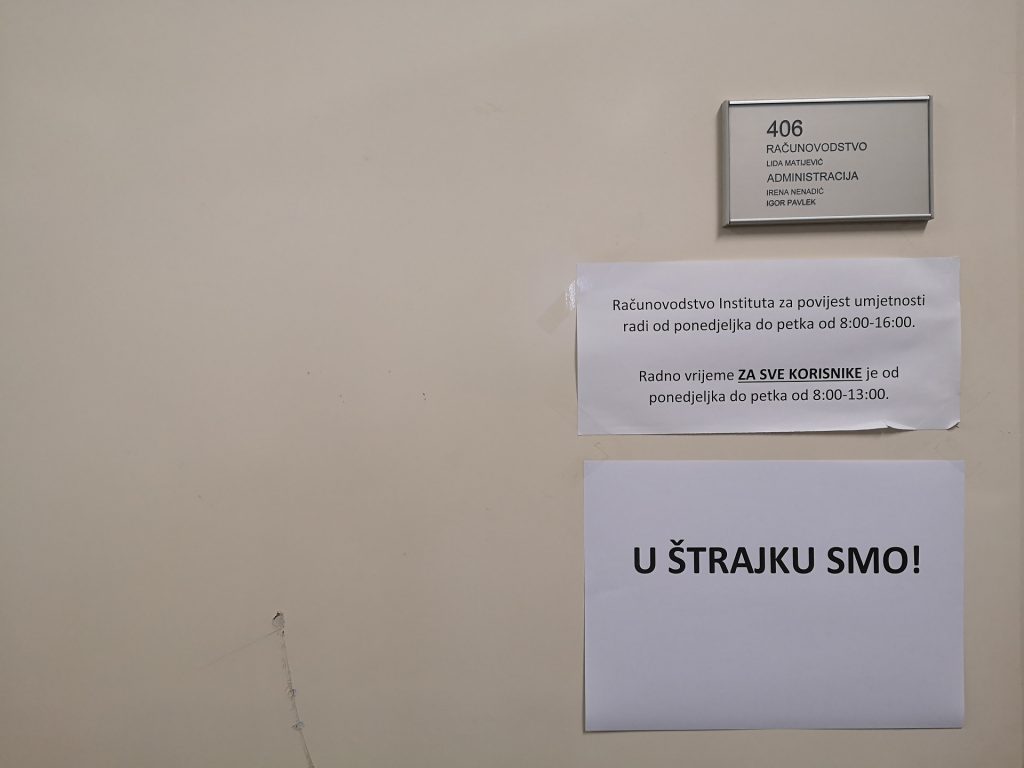 406
RAČUNOVODSTVO
LIDA MATIJEVIĆ
ADMINISTRACIJA
IRENA NENADIĆ
IGOR PAVLEK
Računovodstvo Instituta za povijest umjetnosti
radi od ponedjeljka do petka od 8:00-16:00.
Radno vrijeme ZA SVE KORISNIKE je od
ponedjeljka do petka od 8:00-13:00.
U ŠTRAJKU SMO!